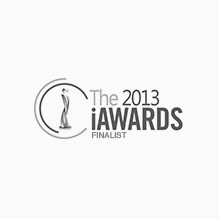 The 2013
iAWARDS
FINALIST